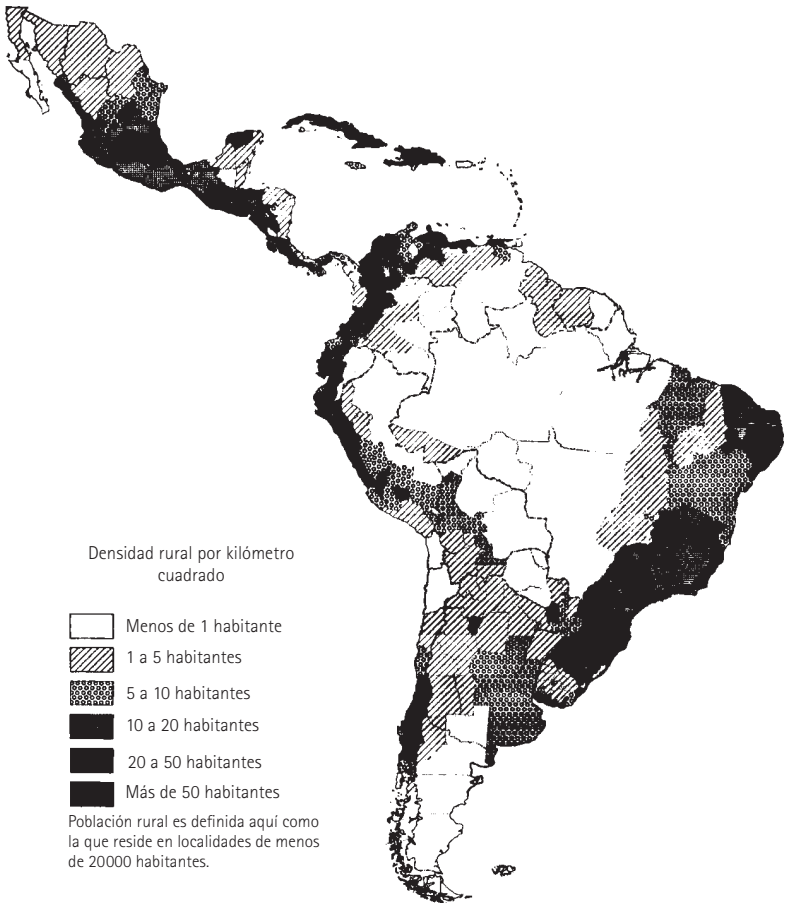 Densidad rural por kilómetro
cuadrado
Menos de 1 habitante
1 a 5 habitantes
5 a 10 habitantes
10 a 20 habitantes
20 a 50 habitantes
Más de 50 habitantes
Población rural es definida aquí como
la que reside en localidades de menos
de 20000 habitantes.